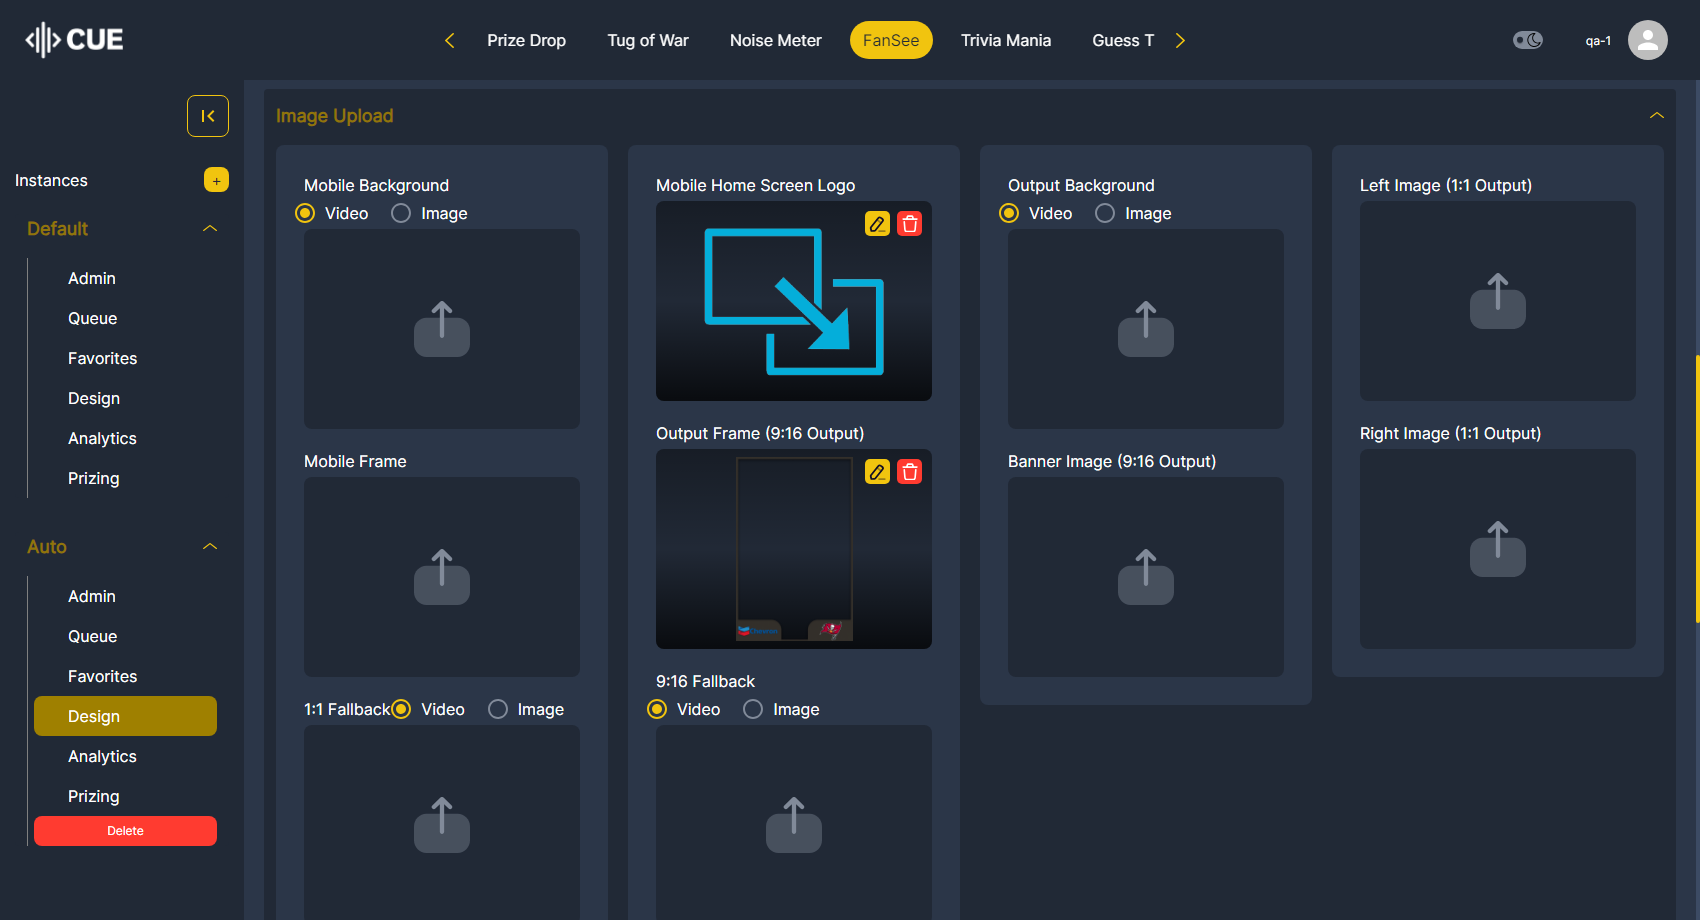 CUE
Prize Drop
Tug of War
Noise Meter
FanSee
Trivia Mania
Guess T
qa-1
Instances
+
Default
Admin
Queue
Favorites
Design
Analytics
Prizing
Auto
Admin
Queue
Favorites
Design
Analytics
Prizing
Delete
Image Upload
Mobile Background
Video
Image
Mobile Frame
1:1 Fallback
Video
Image
Mobile Home Screen Logo
Output Frame (9:16 Output)
9:16 Fallback
Video
Image
Output Background
Video
Image
Banner Image (9:16 Output)
Left Image (1:1 Output)
Right Image (1:1 Output)